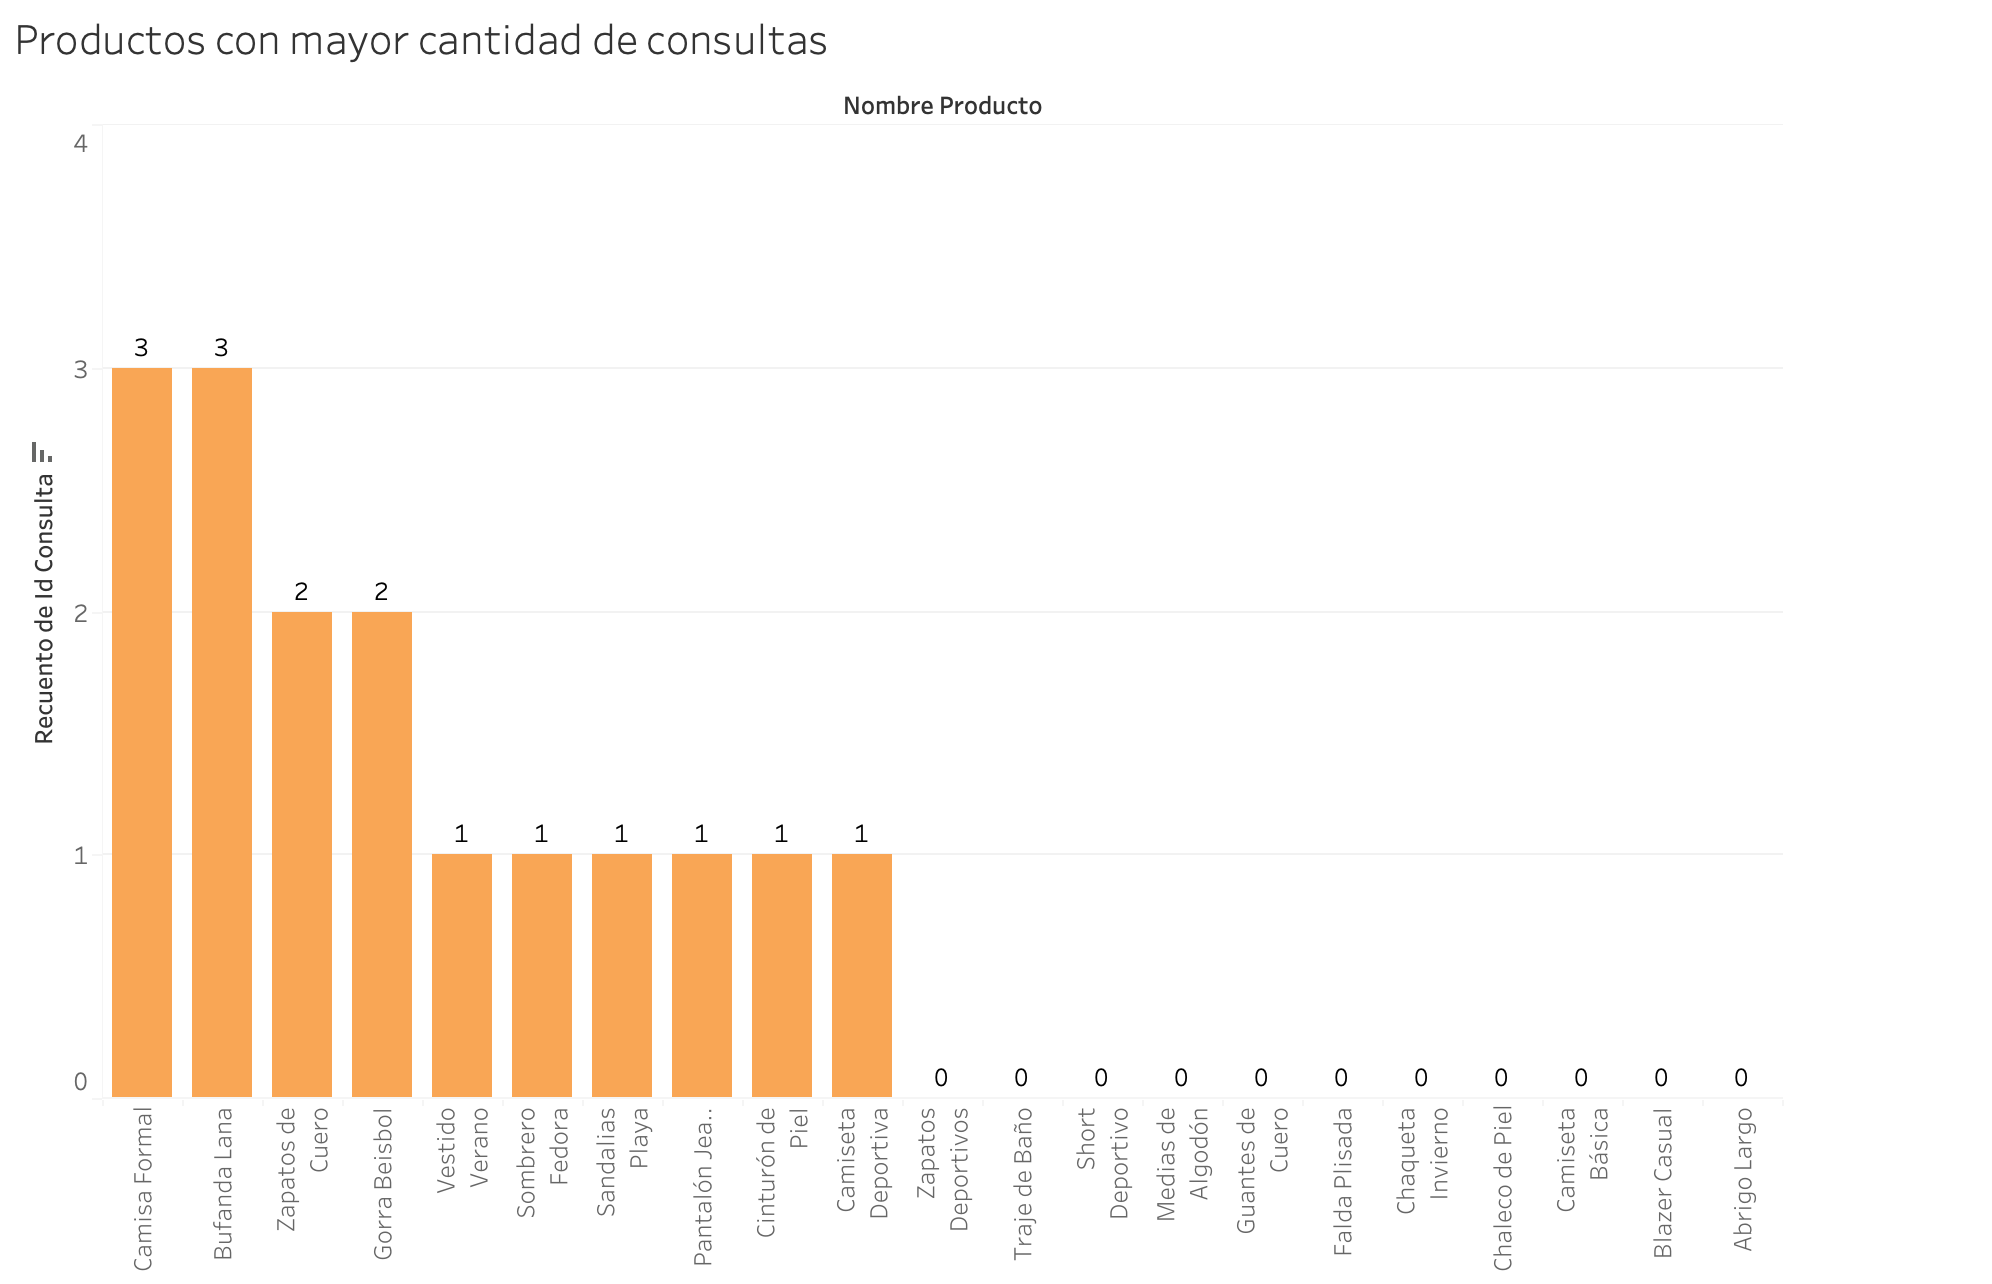 Productos con mayor cantidad de consultas
Nombre Producto
4
3
2
1
0
Recuento de Id Consulta
3
3
2
2
1
1
1
1
1
1
0
0
0
0
0
0
0
0
0
0
0
Camisa Formal
Bufanda Lana
Zapatos de
Cuero
Gorra Beisbol
Vestido
Verano
Sombrero
Fedora
Sandalias
Playa
Pantalón Jea..
Cinturón de
Piel
Camiseta
Deportiva
Zapatos
Deportivos
Traje de Baño
Short
Deportivo
Medias de
Algodón
Guantes de
Cuero
Falda Plisada
Chaqueta
Invierno
Chaleco de Piel
Camiseta
Básica
Blazer Casual
Abrigo Largo